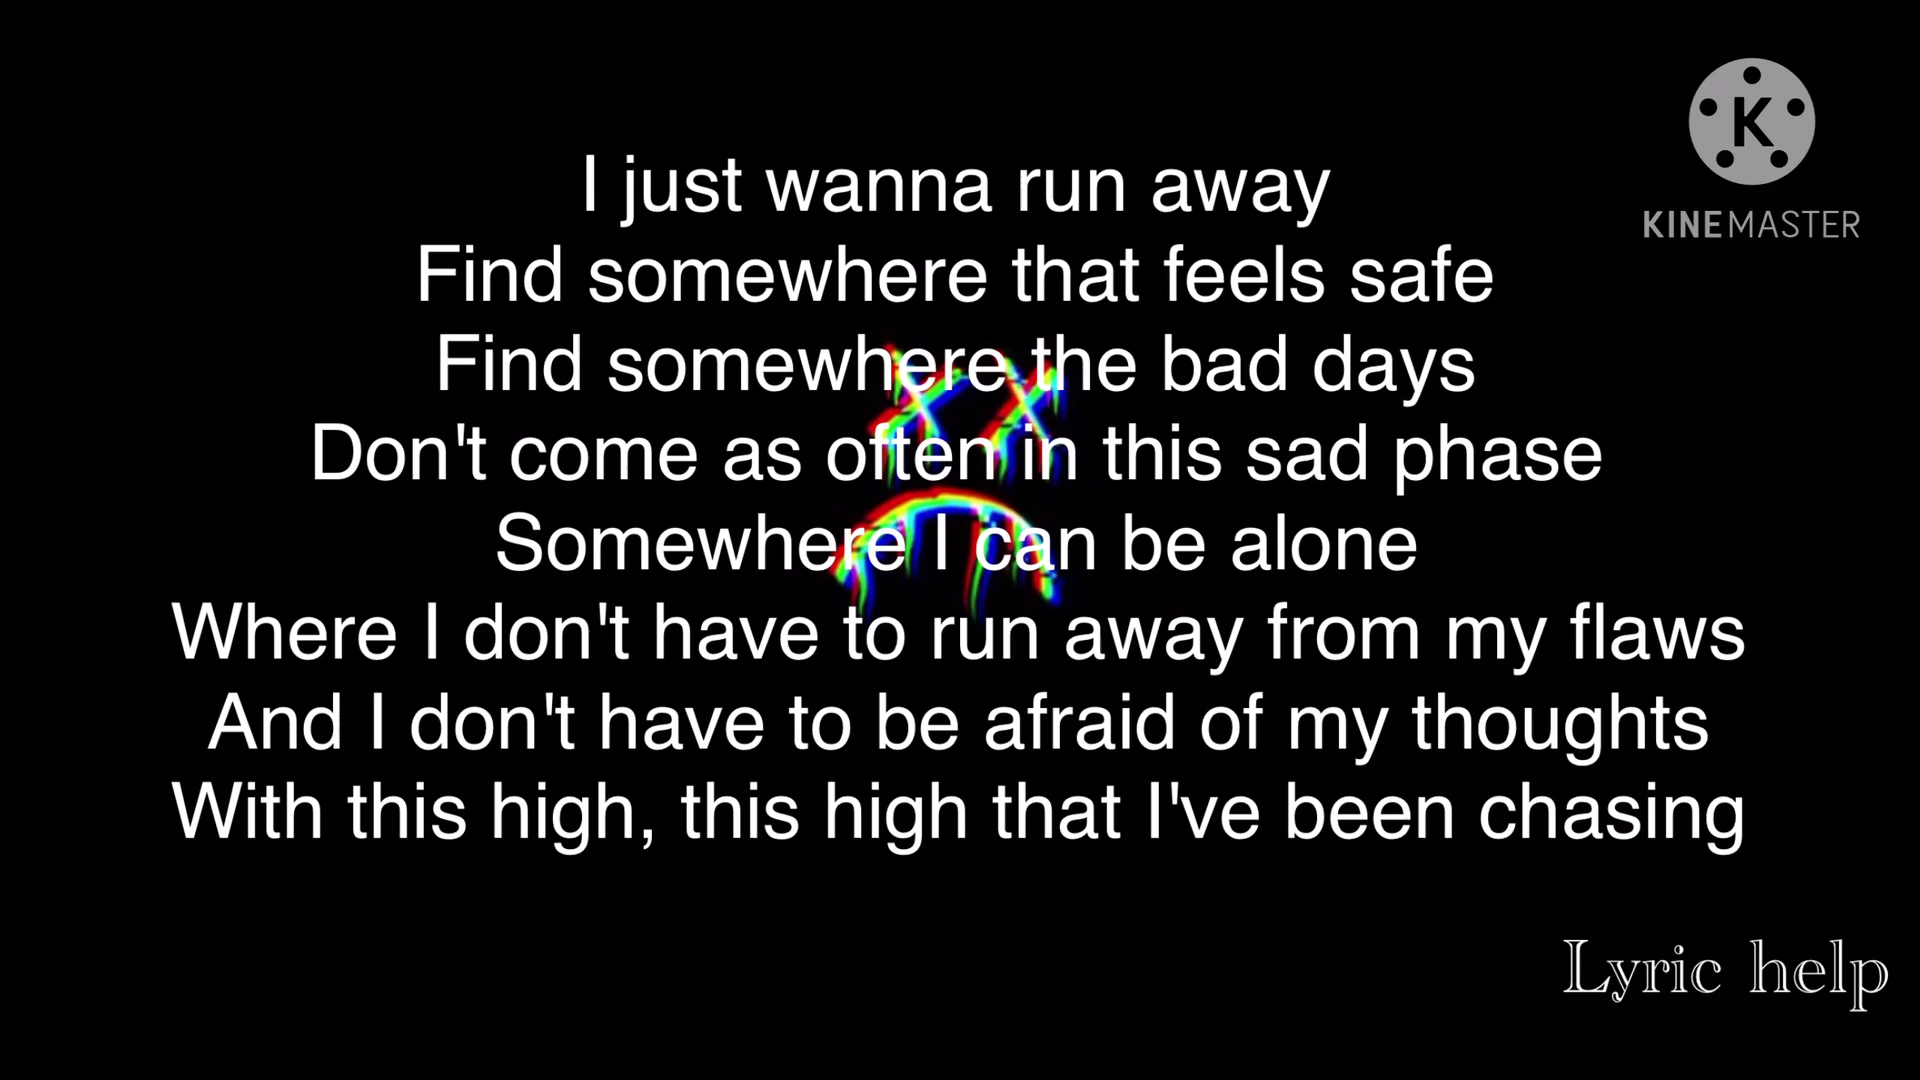 K
KINEMASTER
I just wanna run away
Find somewhere that feels safe
Find somewhere the bad days
Don't come as often in this sad phase
Somewhere I can be alone
Where I don't have to run away from my flaws
And I don't have to be afraid of my thoughts
With this high, this high that I've been chasing
Lyric help